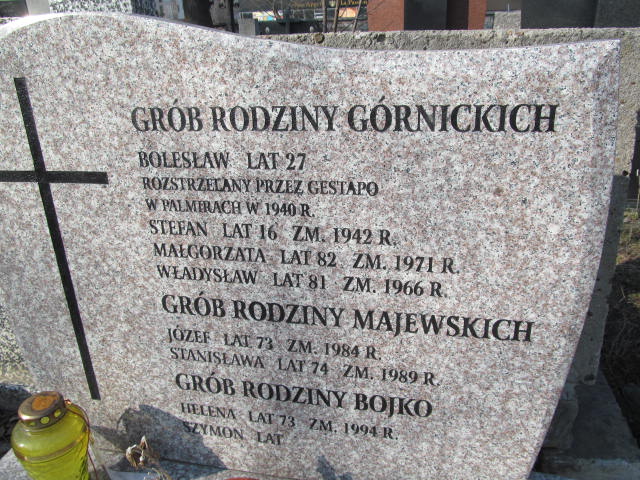 GRÓB RODZINY GÓRNICKICH
BOLESŁAW LAT 27
ROZSTRZELANY PRZEZ GESTAPO
W PALMIRACH W 1940 R.
STEFAN LAT 16 ZM. 1942 R.
MAŁGORZATA LAT 82 ZM. 1971 R.
WŁADYSŁAW LAT 81 ZM. 1966 R.
GRÓB RODZINY MAJEWSKICH
JÓZEF LAT 73 ZM. 1984 R.
STANISŁAWA LAT 74 ZM. 1989 R.
GRÓB RODZINY BOJKO
HELENA LAT 73 ZM. 1994 R.
SZYMON LAT